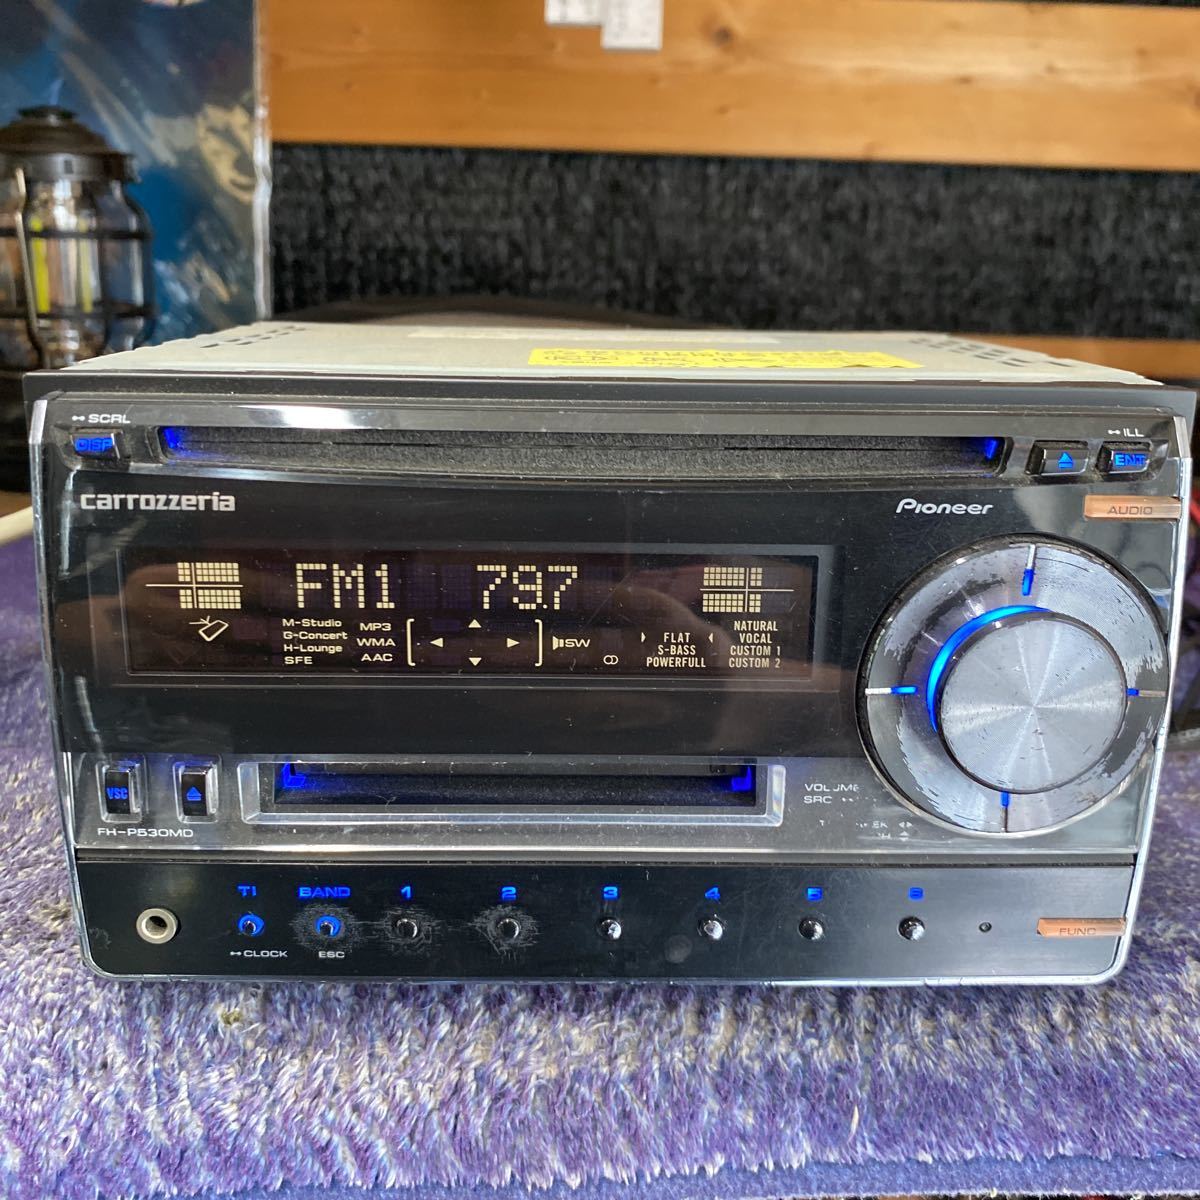 SCRL
DISP
ILL
ENT
carrozzeria
Pioneer
AUDIO
FM1 79.7
M-Studio
G-Concert
H-Lounge
SFE
MP3
WMA
AAC
SW
FLAT
S-BASS
POWERFULL
NATURAL
VOCAL
CUSTOM 1
CUSTOM 2
VSC
FH-P530MD
SRC
TI BAND 1 2 3 4 5 6
CLOCK
ESC
FUNC